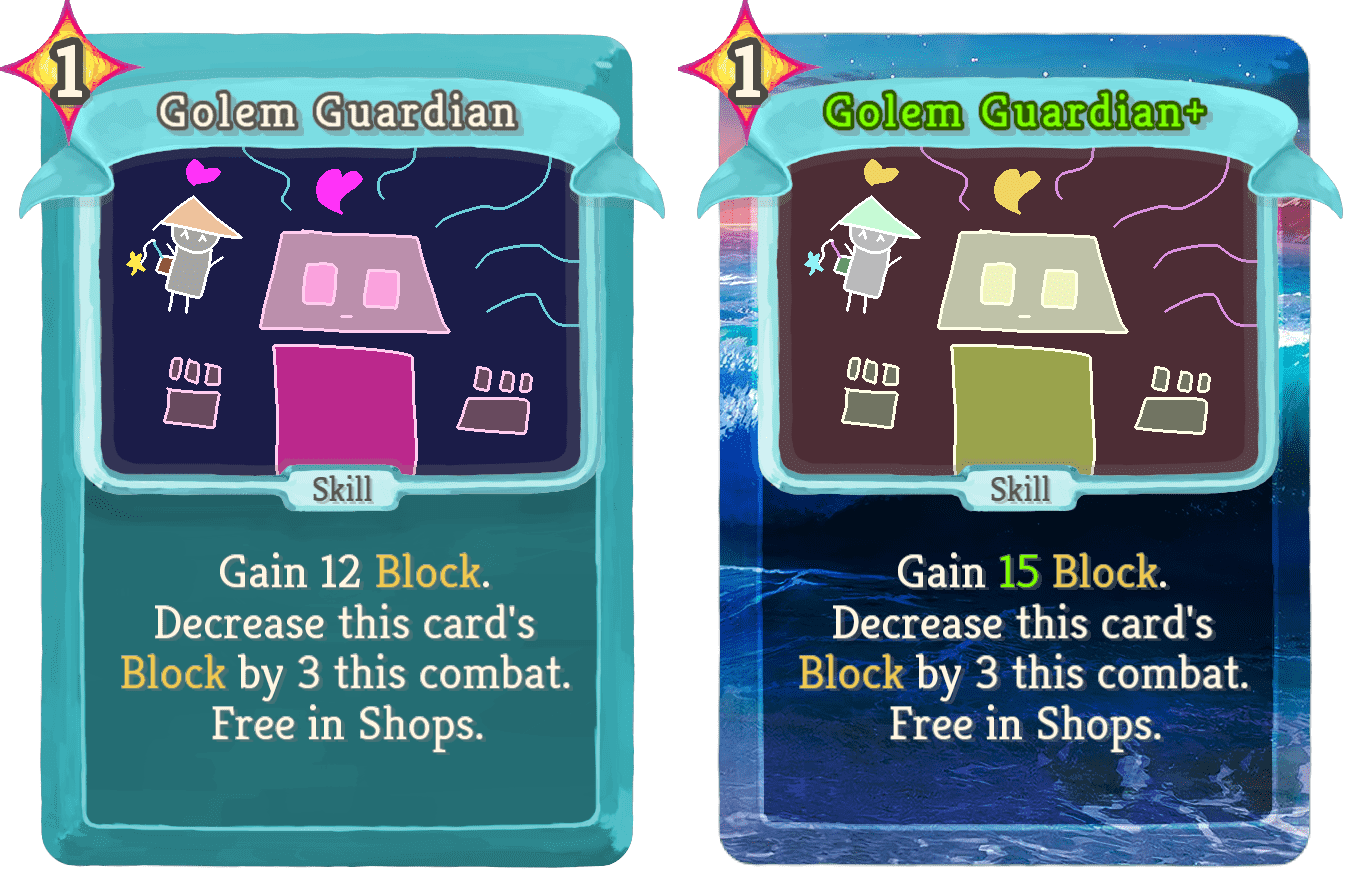 1
Golem Guardian
Skill
Gain 12 Block.
Decrease this card's
Block by 3 this combat.
Free in Shops.
1
Golem Guardian+
Skill
Gain 15 Block.
Decrease this card's
Block by 3 this combat.
Free in Shops.